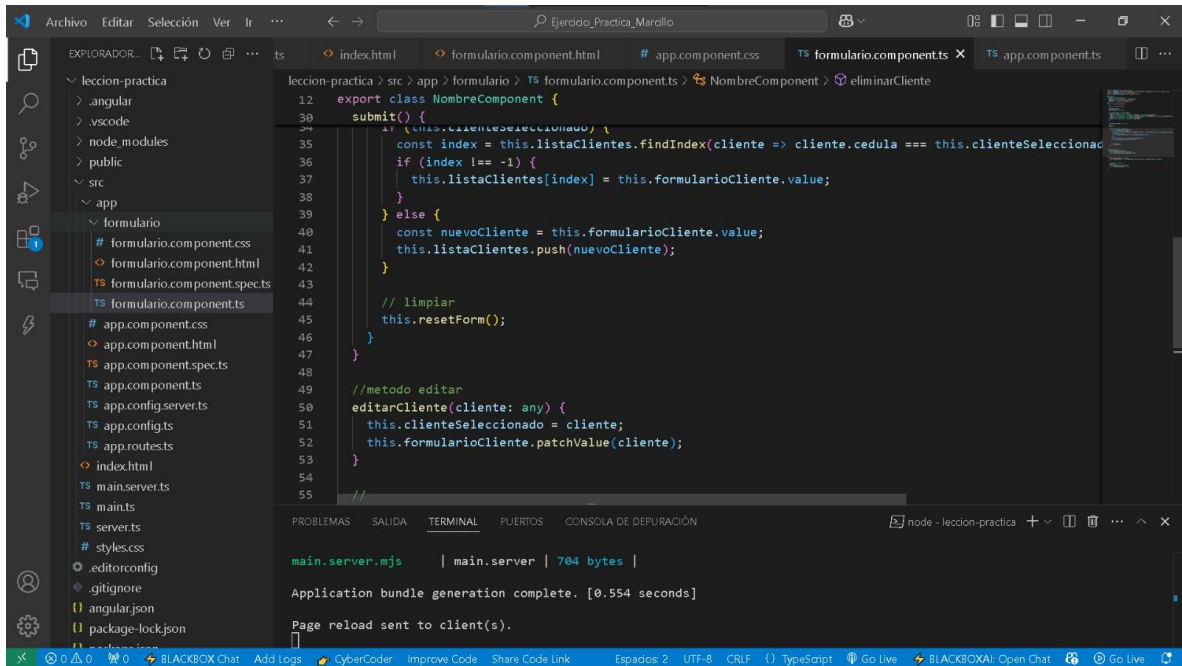 Archivo Editar Selección Ver Ir ··· Ejercicio_Practica_Marcillo
EXPLORADOR... ts index.html formulario.component.html # app.component.css TS formulario.component.ts TS app.component.ts
leccion-practica
.angular
.vscode
node_modules
public
src
app
formulario
# formulario.component.css
formulario.component.html
TS formulario.component.spec.ts
TS formulario.component.ts
# app.component.css
app.component.html
TS app.component.spec.ts
TS app.component.ts
TS app.config.server.ts
TS app.config.ts
TS app.routes.ts
index.html
TS main.server.ts
TS main.ts
TS server.ts
# styles.css
.editorconfig
.gitignore
{} angular.json
{} package-lock.json
{} package.json
1
leccion-practica > src > app > formulario > TS formulario.component.ts > NombreComponent > eliminarCliente
12 export class NombreComponent {
30 submit() {
34 if (this.clienteSeleccionado) {
35 const index = this.listaClientes.findIndex(cliente => cliente.cedula === this.clienteSeleccionad
36 if (index !== -1) {
37 this.listaClientes[index] = this.formularioCliente.value;
38 }
39 } else {
40 const nuevoCliente = this.formularioCliente.value;
41 this.listaClientes.push(nuevoCliente);
42 }
43
44 // limpiar
45 this.resetForm();
46 }
47 }
48
49 //metodo editar
50 editarCliente(cliente: any) {
51 this.clienteSeleccionado = cliente;
52 this.formularioCliente.patchValue(cliente);
53 }
54
55 //
PROBLEMAS SALIDA TERMINAL PUERTOS CONSOLA DE DEPURACIÓN node - leccion-practica
main.server.mjs | main.server | 704 bytes |
Application bundle generation complete. [0.554 seconds]
Page reload sent to client(s).
0 0 0 BLACKBOX Chat Add Logs CyberCoder Improve Code Share Code Link Espacios: 2 UTF-8 CRLF {} TypeScript Go Live BLACKBOXAI: Open Chat Go Live